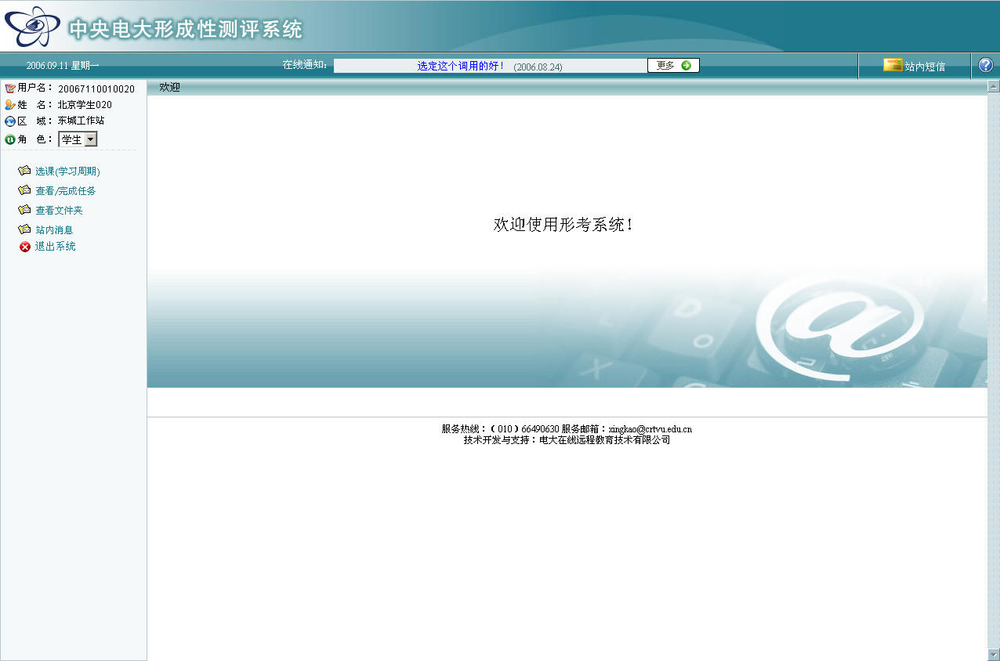 中央电大形成性测评系统
2006.09.11 星期一
在线通知：
选定这个词用的好！ (2006.08.24)
更多
站内短信
用户名： 20067110010020
姓 名： 北京学生020
区 域： 东城工作站
角 色： 学生
选课(学习周期)
查看/完成任务
查看文件夹
站内消息
退出系统
欢迎
欢迎使用形考系统！
服务热线：（010）66490630 服务邮箱：xingkao@crtvu.edu.cn
技术开发与支持：电大在线远程教育技术有限公司